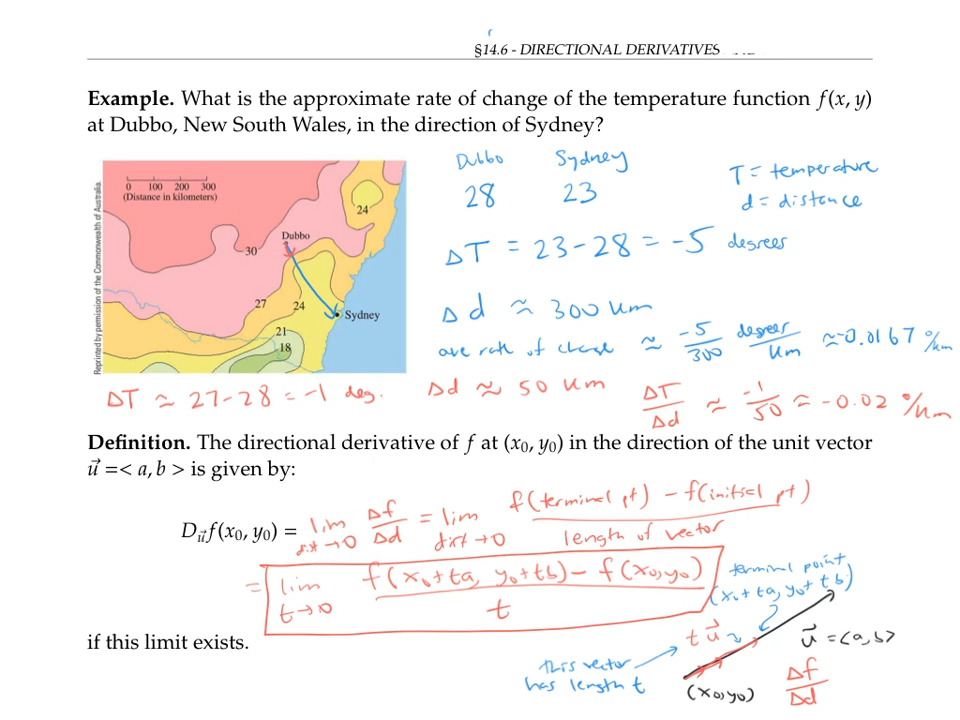 §14.6 - DIRECTIONAL DERIVATIVES
Example. What is the approximate rate of change of the temperature function f(x, y)
at Dubbo, New South Wales, in the direction of Sydney?
Reprinted by permission of the Commonwealth of Australia.
0 100 200 300
(Distance in kilometers)
24
Dubbo
30
27
24
Sydney
21
18
Dubbo Sydney
28 23
T = temperature
d = distance
ΔT = 23-28 = -5 degrees
Δd ≈ 300 km
ave rate of change ≈ -5/300 degrees/km ≈ -0.0167 °/km
ΔT ≈ 27-28 = -1 deg. Δd ≈ 50 km ΔT/Δd ≈ -1/50 = -0.02 °/km
Definition. The directional derivative of f at (x₀, y₀) in the direction of the unit vector
u⃗ =< a, b > is given by:
D_u⃗ f(x₀, y₀) = lim dist→0 Δf/Δd = lim dist→0 f(terminal pt) - f(initial pt) / length of vector
= lim t→0 f(x₀+ta, y₀+tb) - f(x₀,y₀) / t
terminal point
(x₀+ta, y₀+tb)
if this limit exists.
t u⃗
u⃗ = <a,b>
this vector
has length t
(x₀,y₀)
Δf/Δd